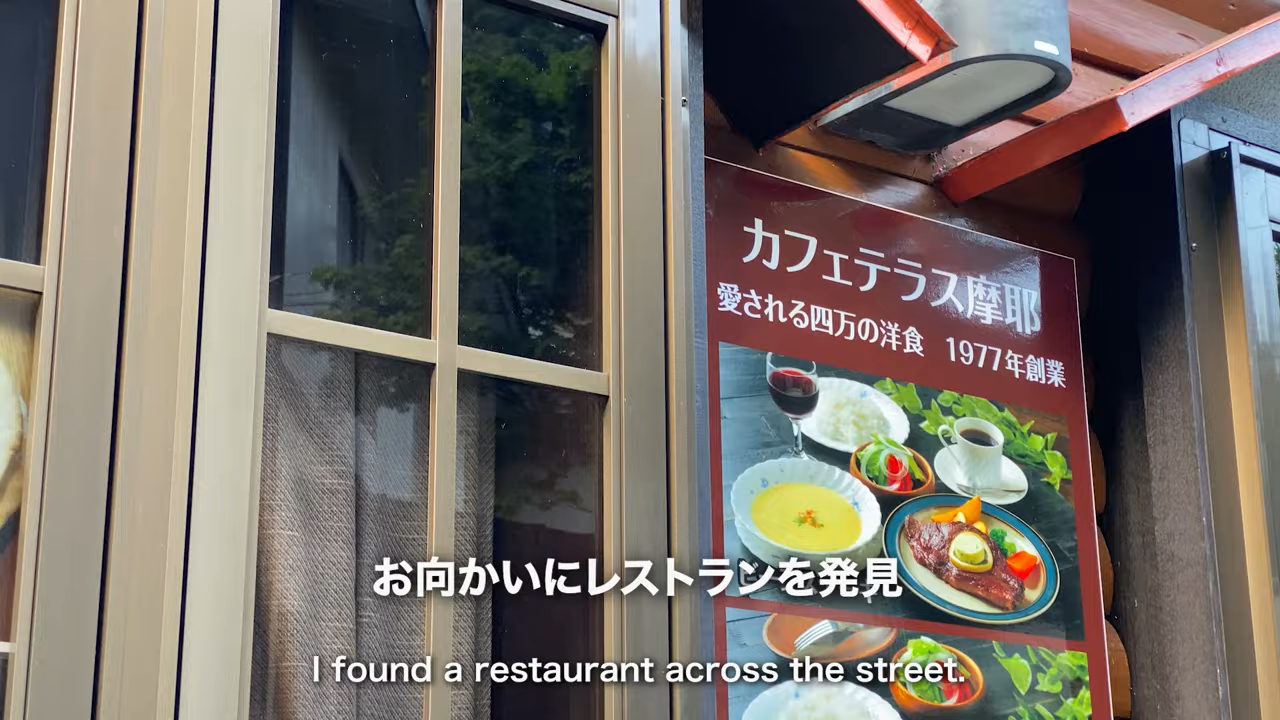 カフェテラス摩耶
愛される四万の洋食 1977年創業
お向かいにレストランを発見
I found a restaurant across the street.